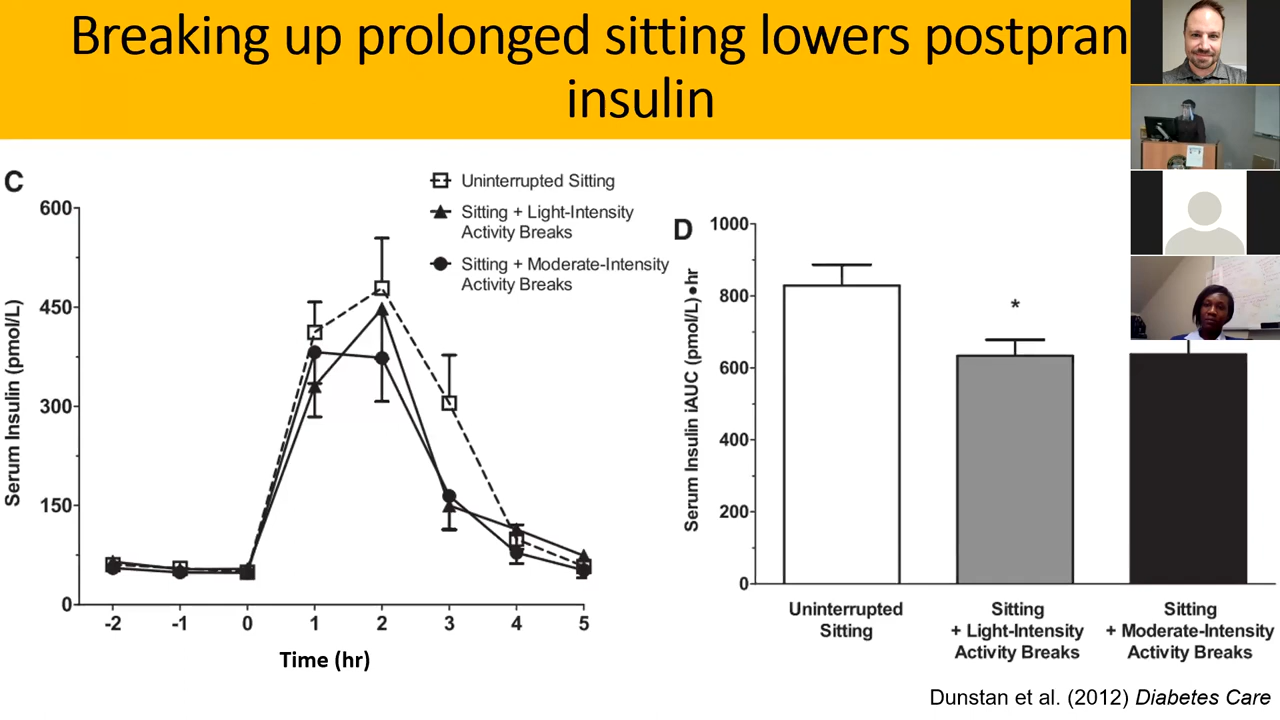 Breaking up prolonged sitting lowers postpran
insulin
C
Uninterrupted Sitting
Sitting + Light-Intensity
Activity Breaks
Sitting + Moderate-Intensity
Activity Breaks
600
450
300
150
0
Serum Insulin (pmol/L)
-2 -1 0 1 2 3 4 5
Time (hr)
D
1000
800
600
400
200
0
Serum Insulin iAUC (pmol/L)•hr
*
Uninterrupted
Sitting
Sitting
+ Light-Intensity
Activity Breaks
Sitting
+ Moderate-Intensity
Activity Breaks
Dunstan et al. (2012) Diabetes Care